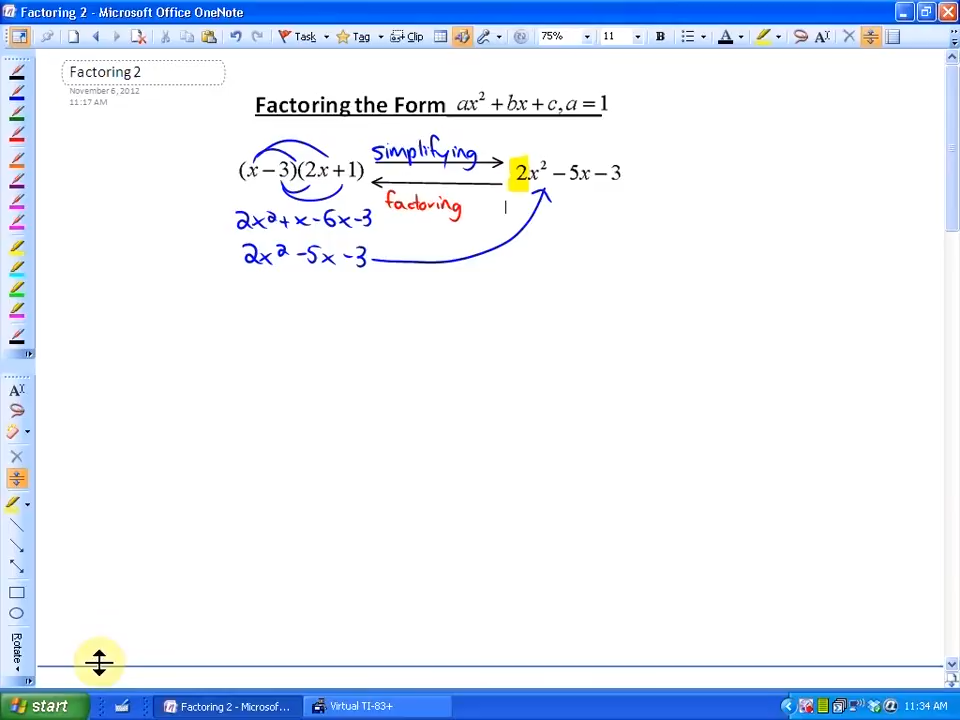 Factoring 2 - Microsoft Office OneNote
Task Tag Clip 75% 11 B A A
Factoring 2
November 6, 2012
11:17 AM
Factoring the Form ax² + bx + c, a = 1
simplifying
(x − 3)(2x + 1) 2x² − 5x − 3
factoring
2x² + x - 6x - 3
2x² - 5x - 3
A
Rotate
start Factoring 2 - Microsof... Virtual TI-83+ 11:34 AM